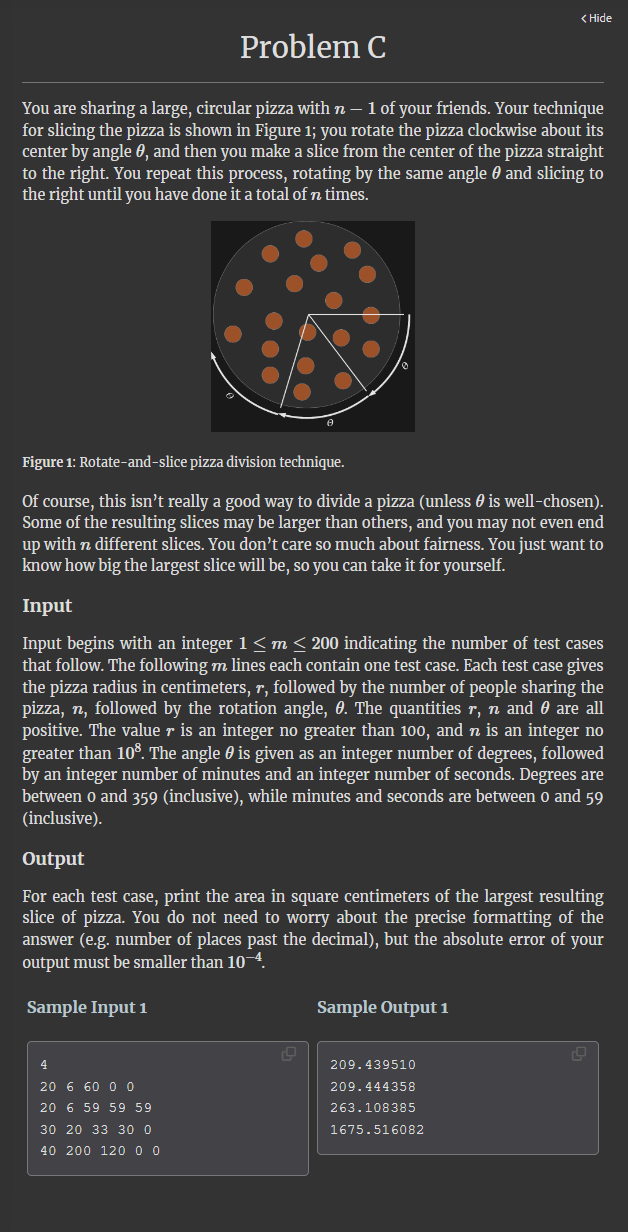 < Hide
Problem C
You are sharing a large, circular pizza with n − 1 of your friends. Your technique
for slicing the pizza is shown in Figure 1; you rotate the pizza clockwise about its
center by angle θ, and then you make a slice from the center of the pizza straight
to the right. You repeat this process, rotating by the same angle θ and slicing to
the right until you have done it a total of n times.
θ
θ
θ
Figure 1: Rotate-and-slice pizza division technique.
Of course, this isn't really a good way to divide a pizza (unless θ is well-chosen).
Some of the resulting slices may be larger than others, and you may not even end
up with n different slices. You don't care so much about fairness. You just want to
know how big the largest slice will be, so you can take it for yourself.
Input
Input begins with an integer 1 ≤ m ≤ 200 indicating the number of test cases
that follow. The following m lines each contain one test case. Each test case gives
the pizza radius in centimeters, r, followed by the number of people sharing the
pizza, n, followed by the rotation angle, θ. The quantities r, n and θ are all
positive. The value r is an integer no greater than 100, and n is an integer no
greater than 10⁸. The angle θ is given as an integer number of degrees, followed
by an integer number of minutes and an integer number of seconds. Degrees are
between 0 and 359 (inclusive), while minutes and seconds are between 0 and 59
(inclusive).
Output
For each test case, print the area in square centimeters of the largest resulting
slice of pizza. You do not need to worry about the precise formatting of the
answer (e.g. number of places past the decimal), but the absolute error of your
output must be smaller than 10⁻⁴.
Sample Input 1
4
20 6 60 0 0
20 6 59 59 59
30 20 33 30 0
40 200 120 0 0
Sample Output 1
209.439510
209.444358
263.108385
1675.516082